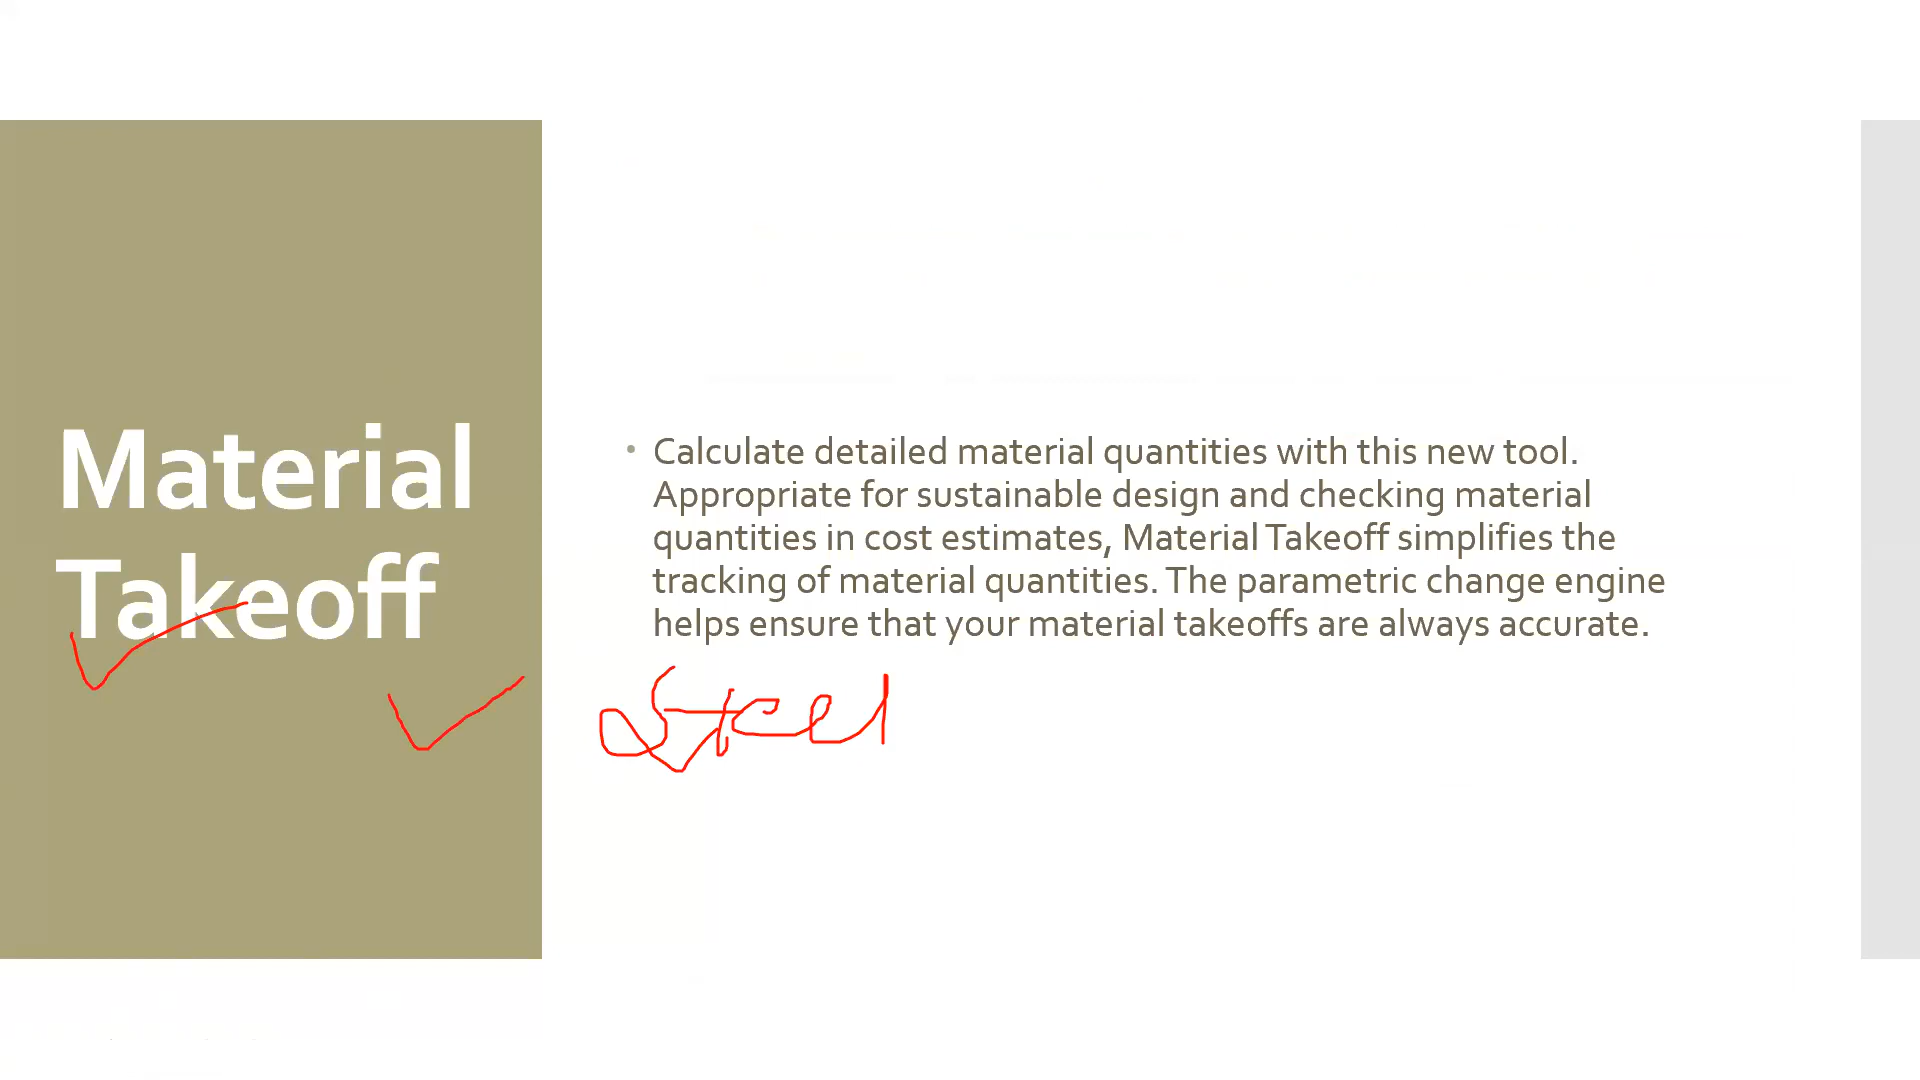 Material
Takeoff
• Calculate detailed material quantities with this new tool.
Appropriate for sustainable design and checking material
quantities in cost estimates, Material Takeoff simplifies the
tracking of material quantities. The parametric change engine
helps ensure that your material takeoffs are always accurate.
Steel